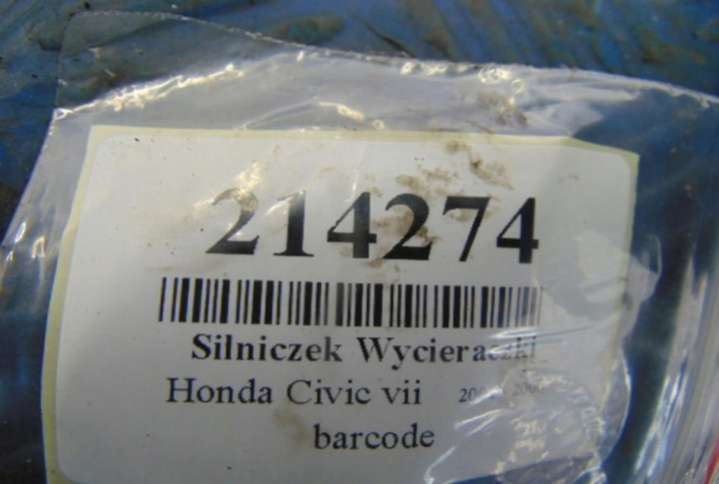 214274
Silniczek Wycieraczki
Honda Civic vii
barcode